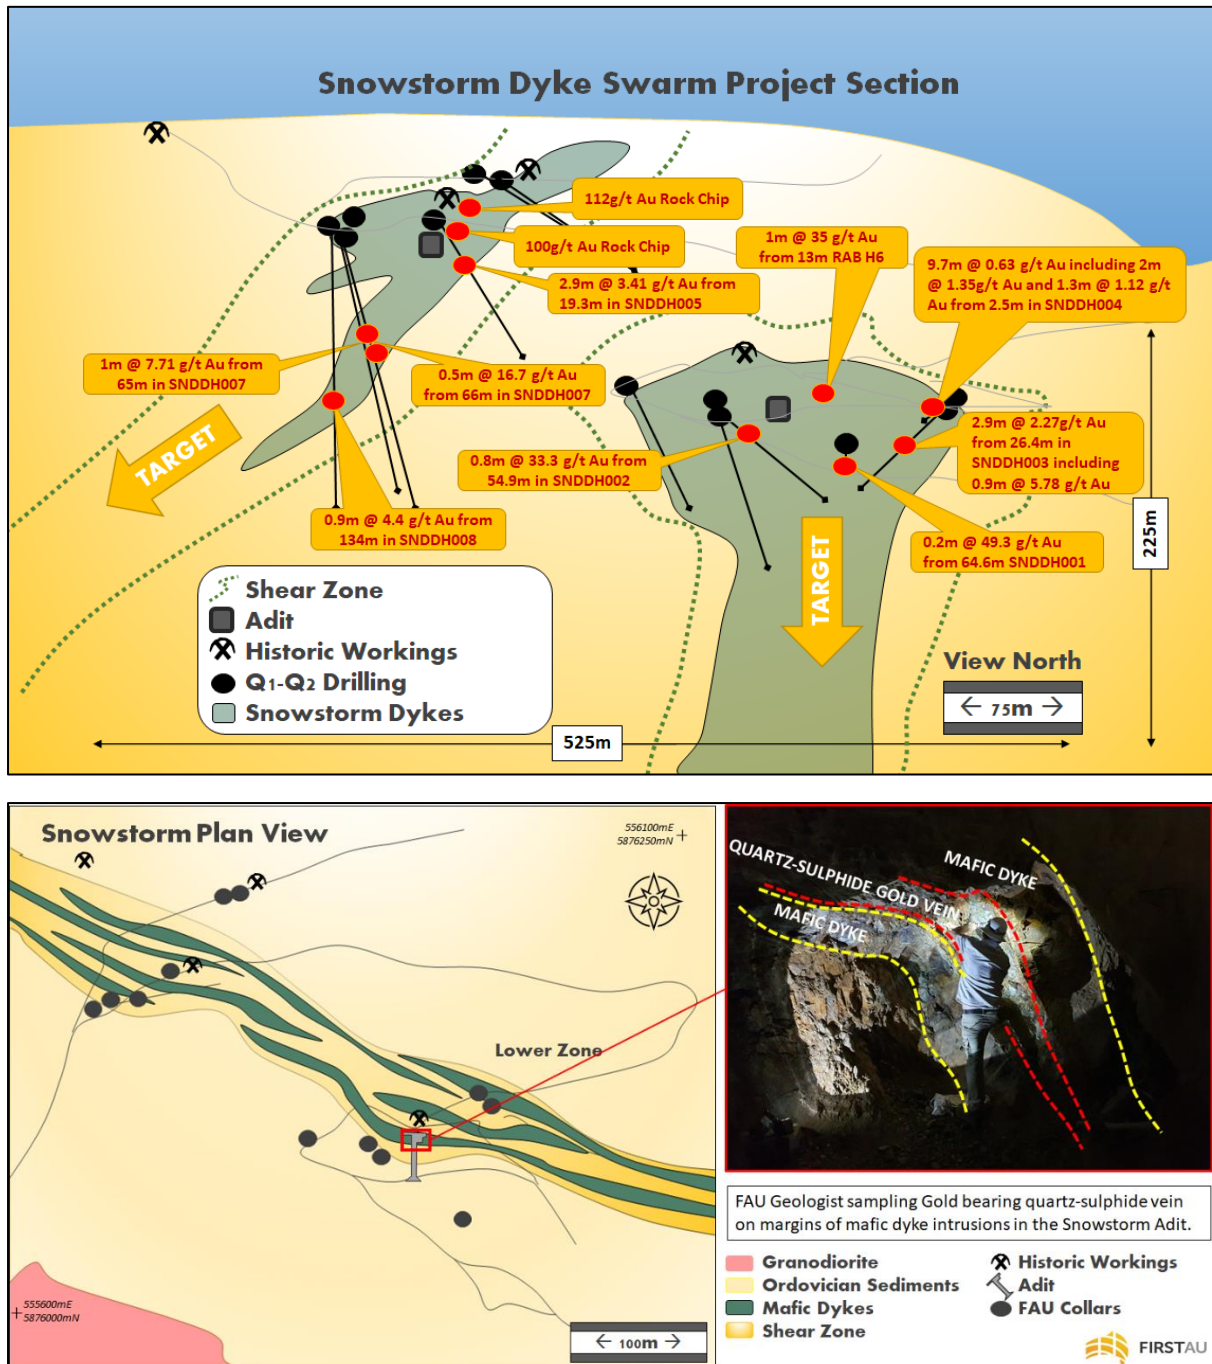 Snowstorm Dyke Swarm Project Section
112g/t Au Rock Chip
100g/t Au Rock Chip
2.9m @ 3.41 g/t Au from
19.3m in SNDDH005
1m @ 35 g/t Au
from 13m RAB H6
9.7m @ 0.63 g/t Au including 2m
@ 1.35g/t Au and 1.3m @ 1.12 g/t
Au from 2.5m in SNDDH004
1m @ 7.71 g/t Au from
65m in SNDDH007
0.5m @ 16.7 g/t Au
from 66m in SNDDH007
2.9m @ 2.27g/t Au
from 26.4m in
SNDDH003 including
0.9m @ 5.78 g/t Au
0.8m @ 33.3 g/t Au from
54.9m in SNDDH002
TARGET
0.9m @ 4.4 g/t Au from
134m in SNDDH008
0.2m @ 49.3 g/t Au
from 64.6m SNDDH001
TARGET
225m
Shear Zone
Adit
Historic Workings
Q1-Q2 Drilling
Snowstorm Dykes
View North
← 75m →
525m
Snowstorm Plan View
556100mE
5876250mN
Lower Zone
555600mE
5876000mN
← 100m →
QUARTZ-SULPHIDE GOLD VEIN
MAFIC DYKE
MAFIC DYKE
FAU Geologist sampling Gold bearing quartz-sulphide vein
on margins of mafic dyke intrusions in the Snowstorm Adit.
Granodiorite
Ordovician Sediments
Mafic Dykes
Shear Zone
Historic Workings
Adit
FAU Collars
FIRSTAU